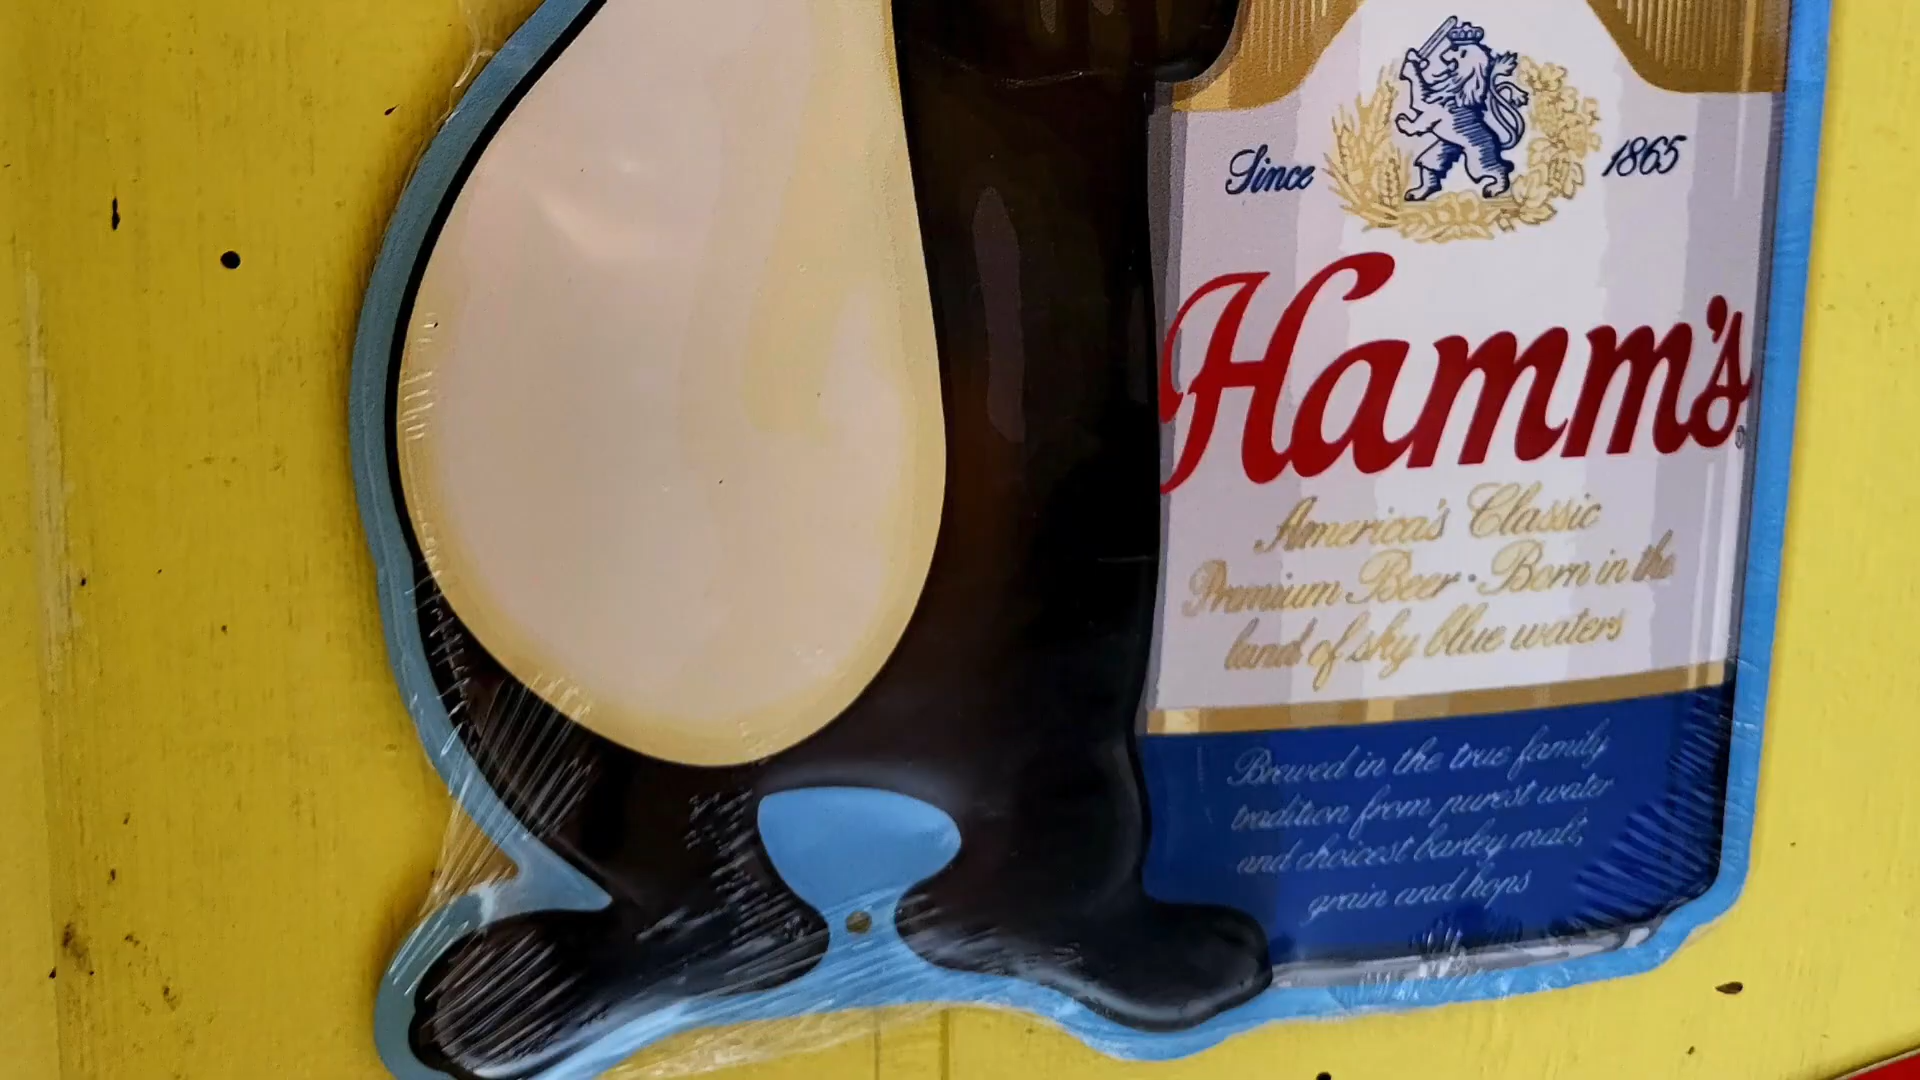 Since 1865
Hamm's
America's Classic
Premium Beer · Born in the
land of sky blue waters
Brewed in the true family
tradition from purest water
and choicest barley malt,
grain and hops